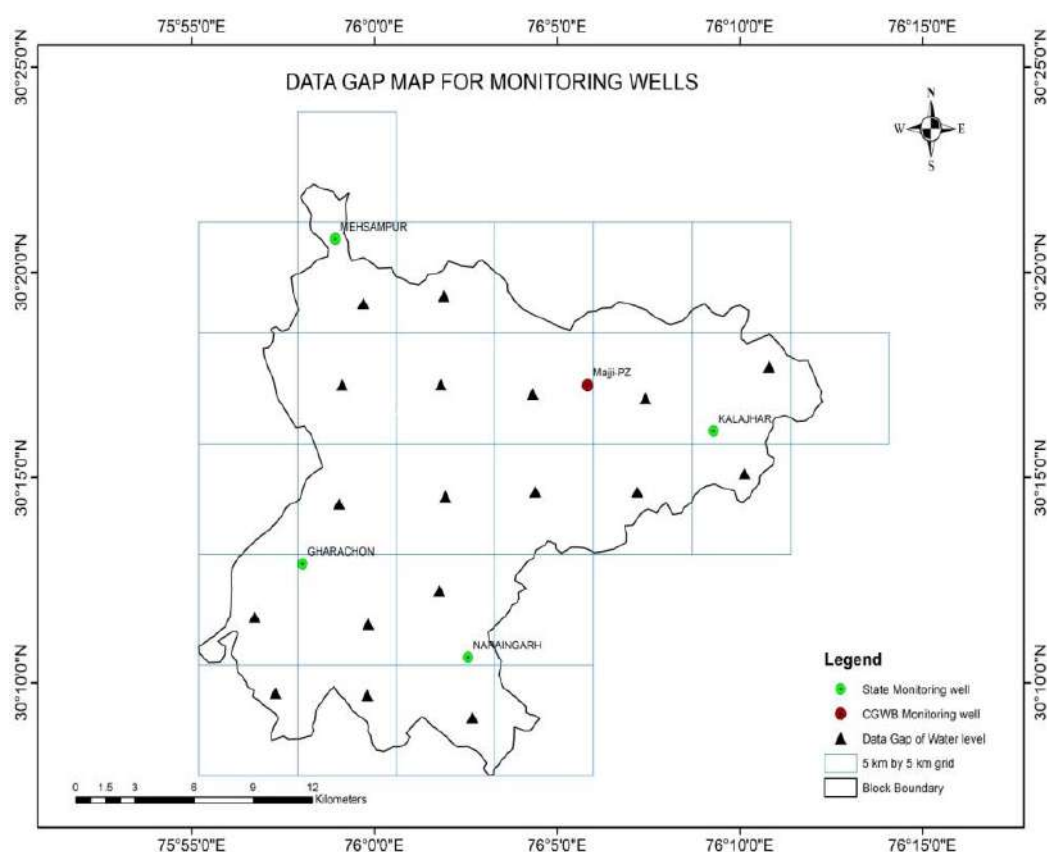 75°55'0"E 76°0'0"E 76°5'0"E 76°10'0"E 76°15'0"E
30°25'0"N 30°25'0"N
DATA GAP MAP FOR MONITORING WELLS
N
W E
S
MEHSAMPUR
30°20'0"N 30°20'0"N
Majji-PZ
KALAJHAR
30°15'0"N 30°15'0"N
GHARACHON
NARAINGARH
30°10'0"N 30°10'0"N
Legend
State Monitoring well
CGWB Monitoring well
Data Gap of Water level
5 km by 5 km grid
Block Boundary
0 1.5 3 6 9 12
Kilometers
75°55'0"E 76°0'0"E 76°5'0"E 76°10'0"E 76°15'0"E